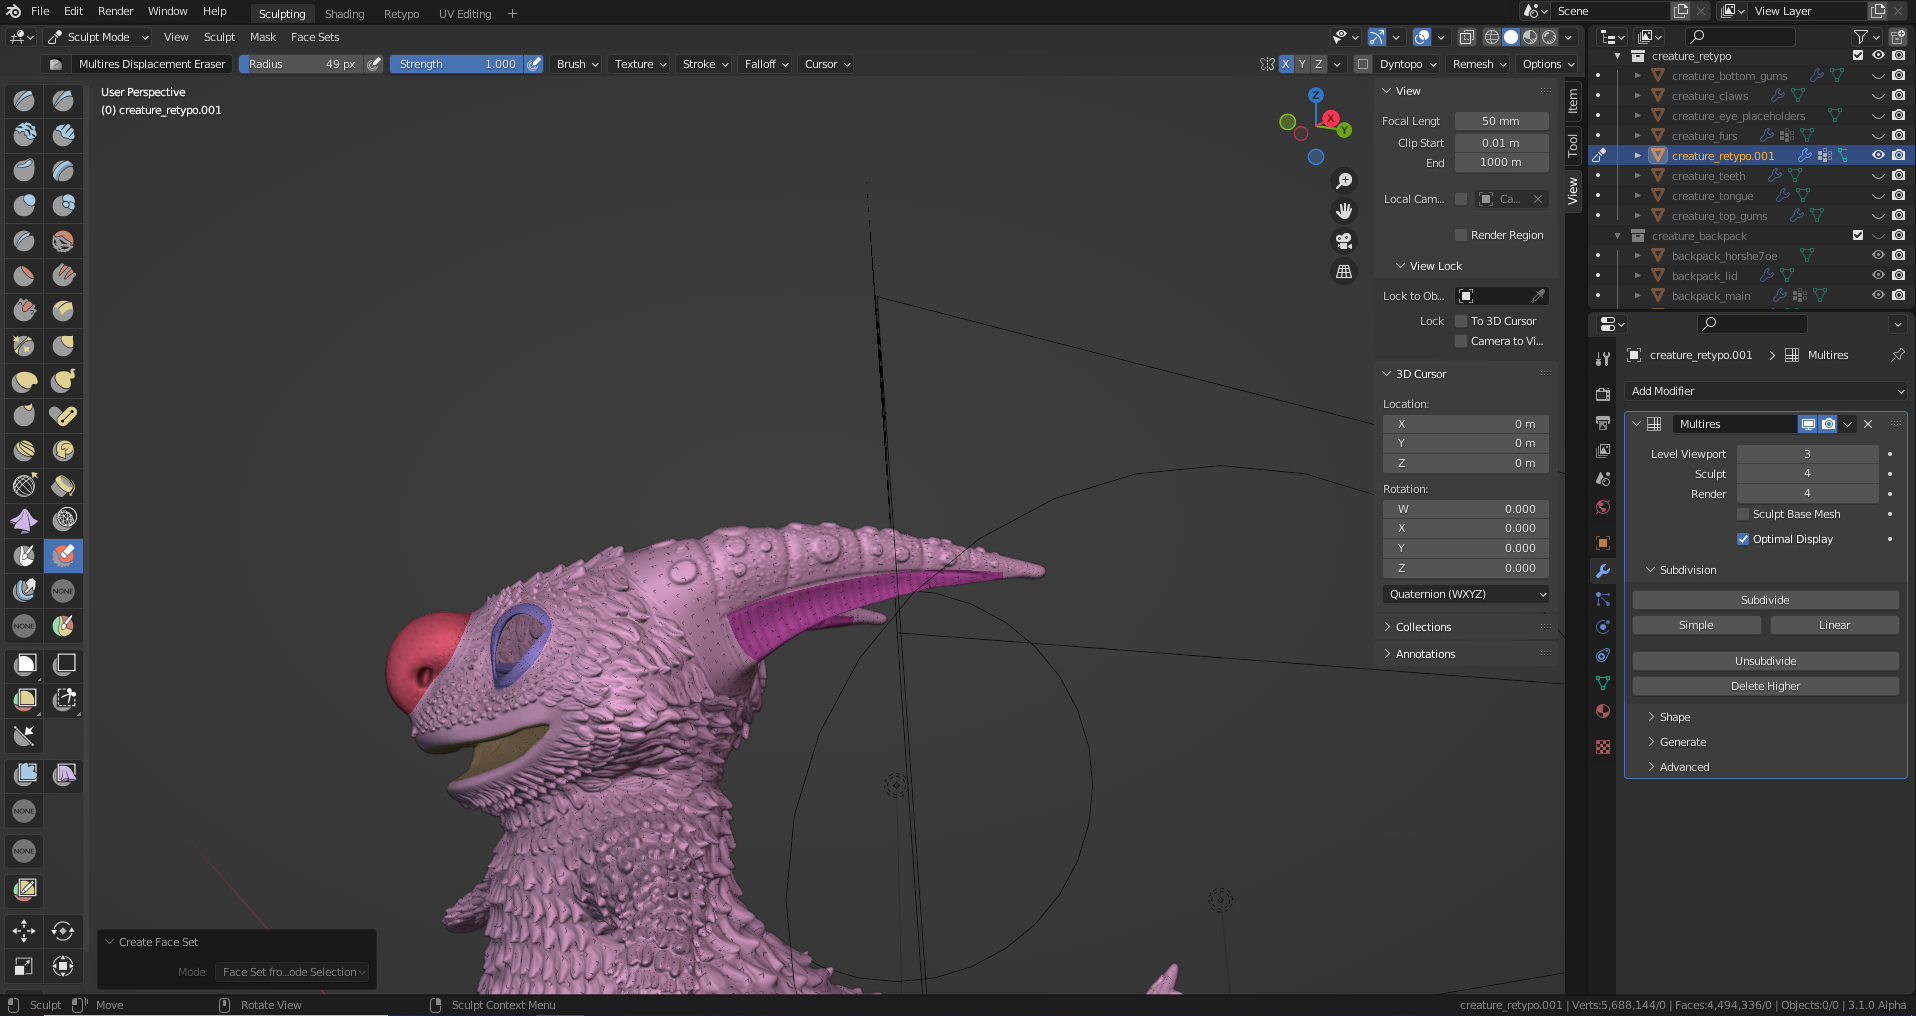 File Edit Render Window Help Sculpting Shading Retypo UV Editing + Scene View Layer
Sculpt Mode View Sculpt Mask Face Sets
Multires Displacement Eraser Radius 49 px Strength 1.000 Brush Texture Stroke Falloff Cursor X Y Z Dyntopo Remesh Options
User Perspective
(0) creature_retypo.001
Z
X
Y
NONE
NONE
NONE
NONE
Create Face Set
Mode Face Set fro...ode Selection
View
Focal Lengt 50 mm
Clip Start 0.01 m
End 1000 m
Local Cam... Ca...
Render Region
View Lock
Lock to Ob...
Lock To 3D Cursor
Camera to Vi...
3D Cursor
Location:
X 0 m
Y 0 m
Z 0 m
Rotation:
W 0.000
X 0.000
Y 0.000
Z 0.000
Quaternion (WXYZ)
Collections
Annotations
Item
Tool
View
creature_retypo
creature_bottom_gums
creature_claws
creature_eye_placeholders
creature_furs
creature_retypo.001
creature_teeth
creature_tongue
creature_top_gums
creature_backpack
backpack_horshe7oe
backpack_lid
backpack_main
creature_retypo.001 > Multires
Add Modifier
Multires
Level Viewport 3
Sculpt 4
Render 4
Sculpt Base Mesh
Optimal Display
Subdivision
Subdivide
Simple Linear
Unsubdivide
Delete Higher
Shape
Generate
Advanced
Sculpt Move Rotate View Sculpt Context Menu creature_retypo.001 | Verts:5,688,144/0 | Faces:4,494,336/0 | Objects:0/0 | 3.1.0 Alpha